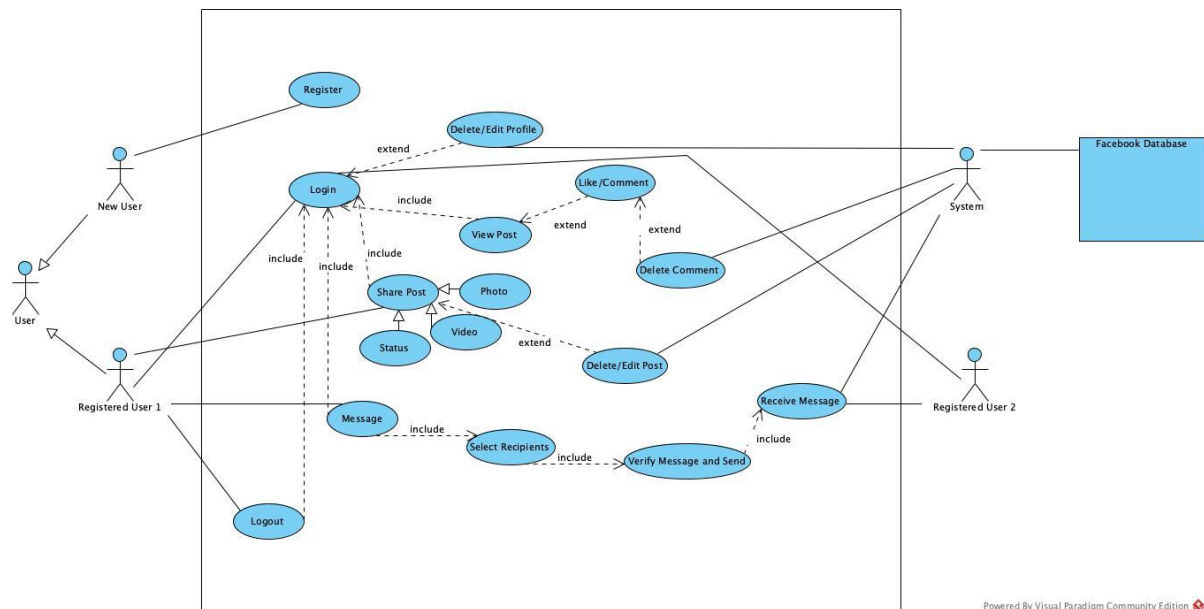 Register
Delete/Edit Profile
Facebook Database
extend
Login
Like/Comment
New User
System
include
View Post
extend
extend
include
include
include
Delete Comment
Share Post
Photo
User
Video
Status
extend
Delete/Edit Post
Registered User 1
Receive Message
Registered User 2
Message
include
include
Select Recipients
include
Verify Message and Send
Logout
Powered By Visual Paradigm Community Edition